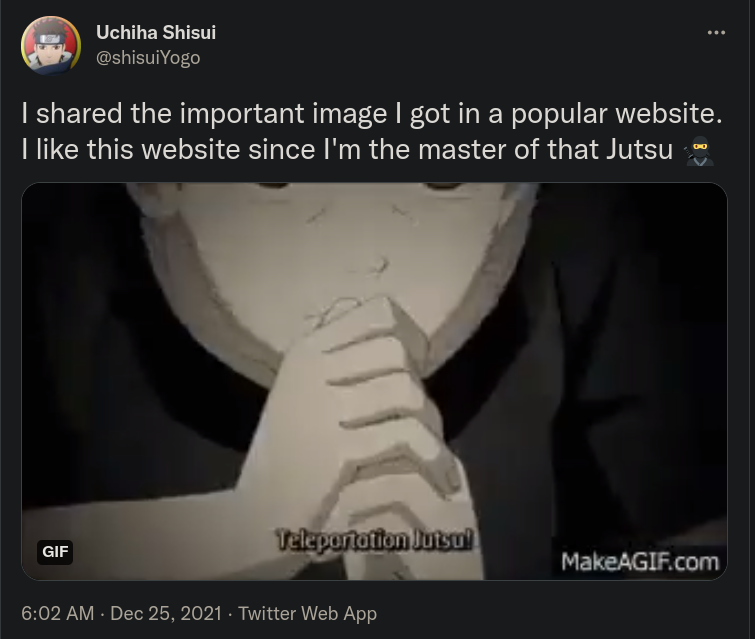 Uchiha Shisui
@shisuiYogo
I shared the important image I got in a popular website.
I like this website since I'm the master of that Jutsu 🥷
Teleportation Jutsu!
GIF
MakeAGIF.com
6:02 AM · Dec 25, 2021 · Twitter Web App